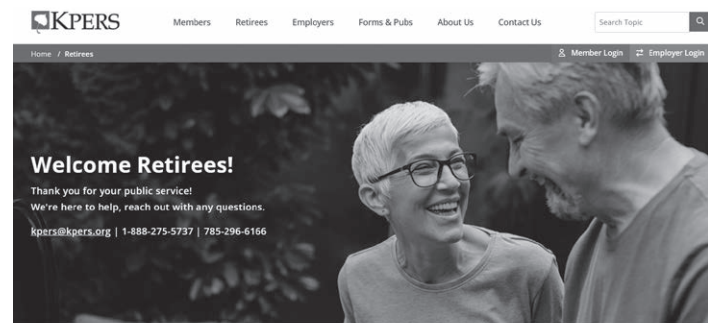 KPERS
Members Retirees Employers Forms & Pubs About Us Contact Us Search Topic
Home / Retirees Member Login Employer Login
Welcome Retirees!
Thank you for your public service!
We're here to help, reach out with any questions.
kpers@kpers.org | 1-888-275-5737 | 785-296-6166